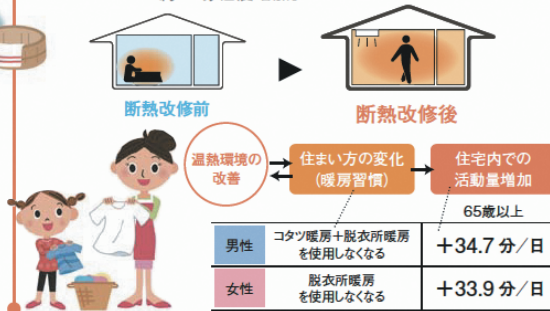 断熱改修前
断熱改修後
温熱環境の
改善
住まい方の変化
(暖房習慣)
住宅内での
活動量増加
65歳以上
男性
コタツ暖房+脱衣所暖房
を使用しなくなる
+34.7 分/日
女性
脱衣所暖房
を使用しなくなる
+33.9 分/日